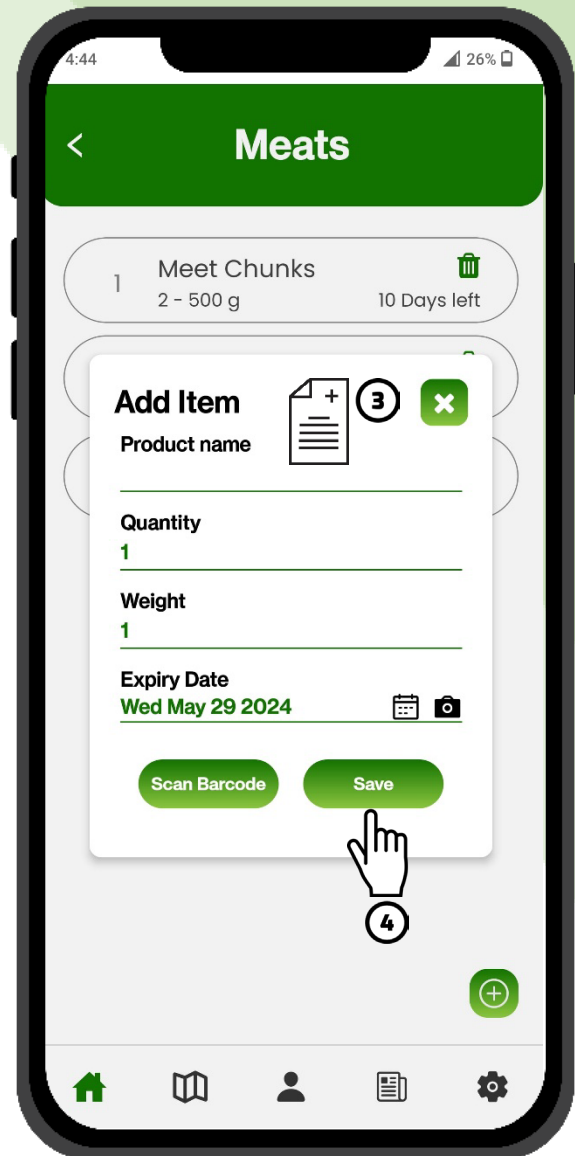 4:44
26%
<
Meats
1
Meet Chunks
2 - 500 g
10 Days left
Add Item
3
Product name
Quantity
1
Weight
1
Expiry Date
Wed May 29 2024
Scan Barcode
Save
4